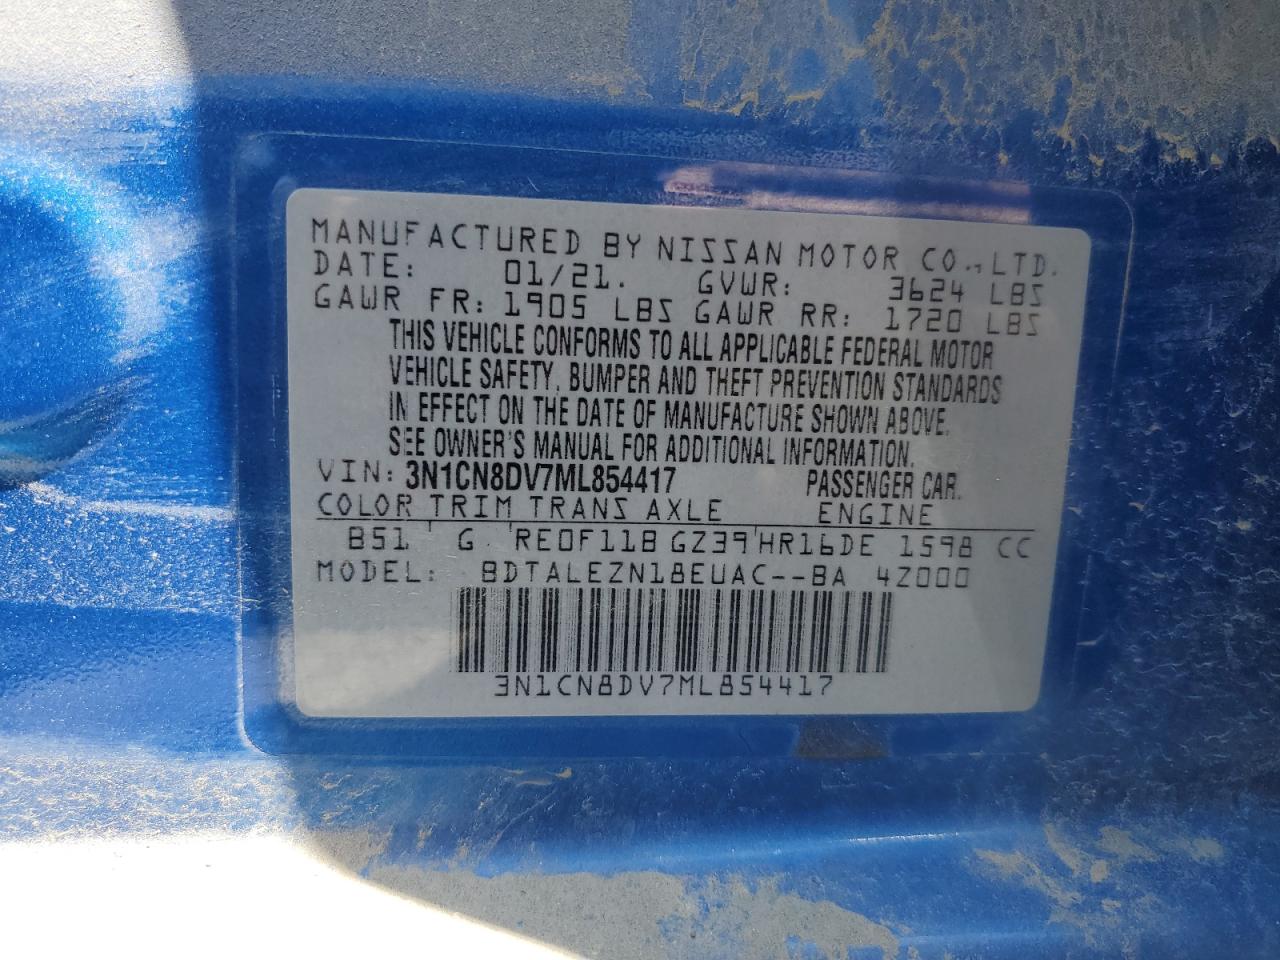 MANUFACTURED BY NISSAN MOTOR CO., LTD.
DATE: 01/21. GVWR: 3624 LBS
GAWR FR: 1905 LBS GAWR RR: 1720 LBS
THIS VEHICLE CONFORMS TO ALL APPLICABLE FEDERAL MOTOR
VEHICLE SAFETY, BUMPER AND THEFT PREVENTION STANDARDS
IN EFFECT ON THE DATE OF MANUFACTURE SHOWN ABOVE.
SEE OWNER'S MANUAL FOR ADDITIONAL INFORMATION.
VIN: 3N1CN8DV7ML854417 PASSENGER CAR.
COLOR TRIM TRANS AXLE ENGINE
B51 G RE0F11B GZ39 HR16DE 1598 CC
MODEL: BDTALEZN18EUAC--BA 4Z000
3N1CN8DV7ML854417